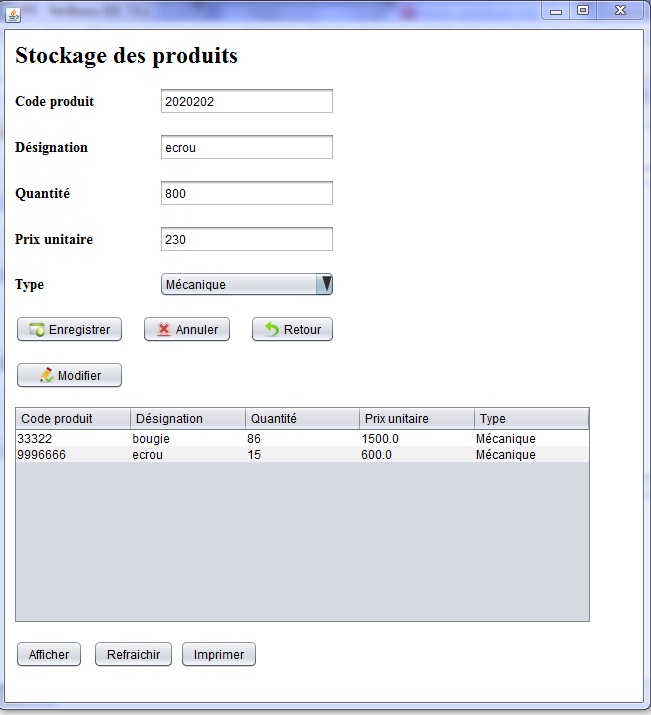 Stockage des produits
Code produit 2020202
Désignation ecrou
Quantité 800
Prix unitaire 230
Type Mécanique
Enregistrer Annuler Retour
Modifier
Code produit Désignation Quantité Prix unitaire Type
33322 bougie 86 1500.0 Mécanique
9996666 ecrou 15 600.0 Mécanique
Afficher Refraichir Imprimer